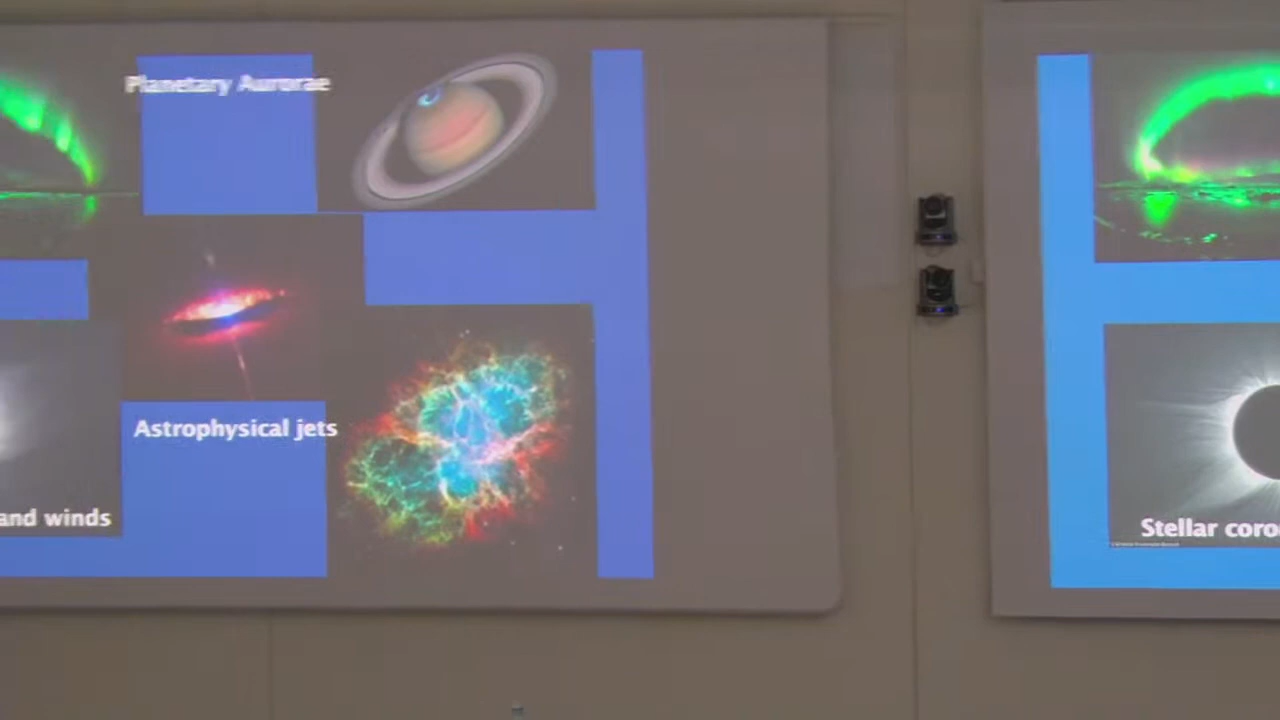 Planetary Aurorae
Astrophysical jets
and winds
Stellar coro